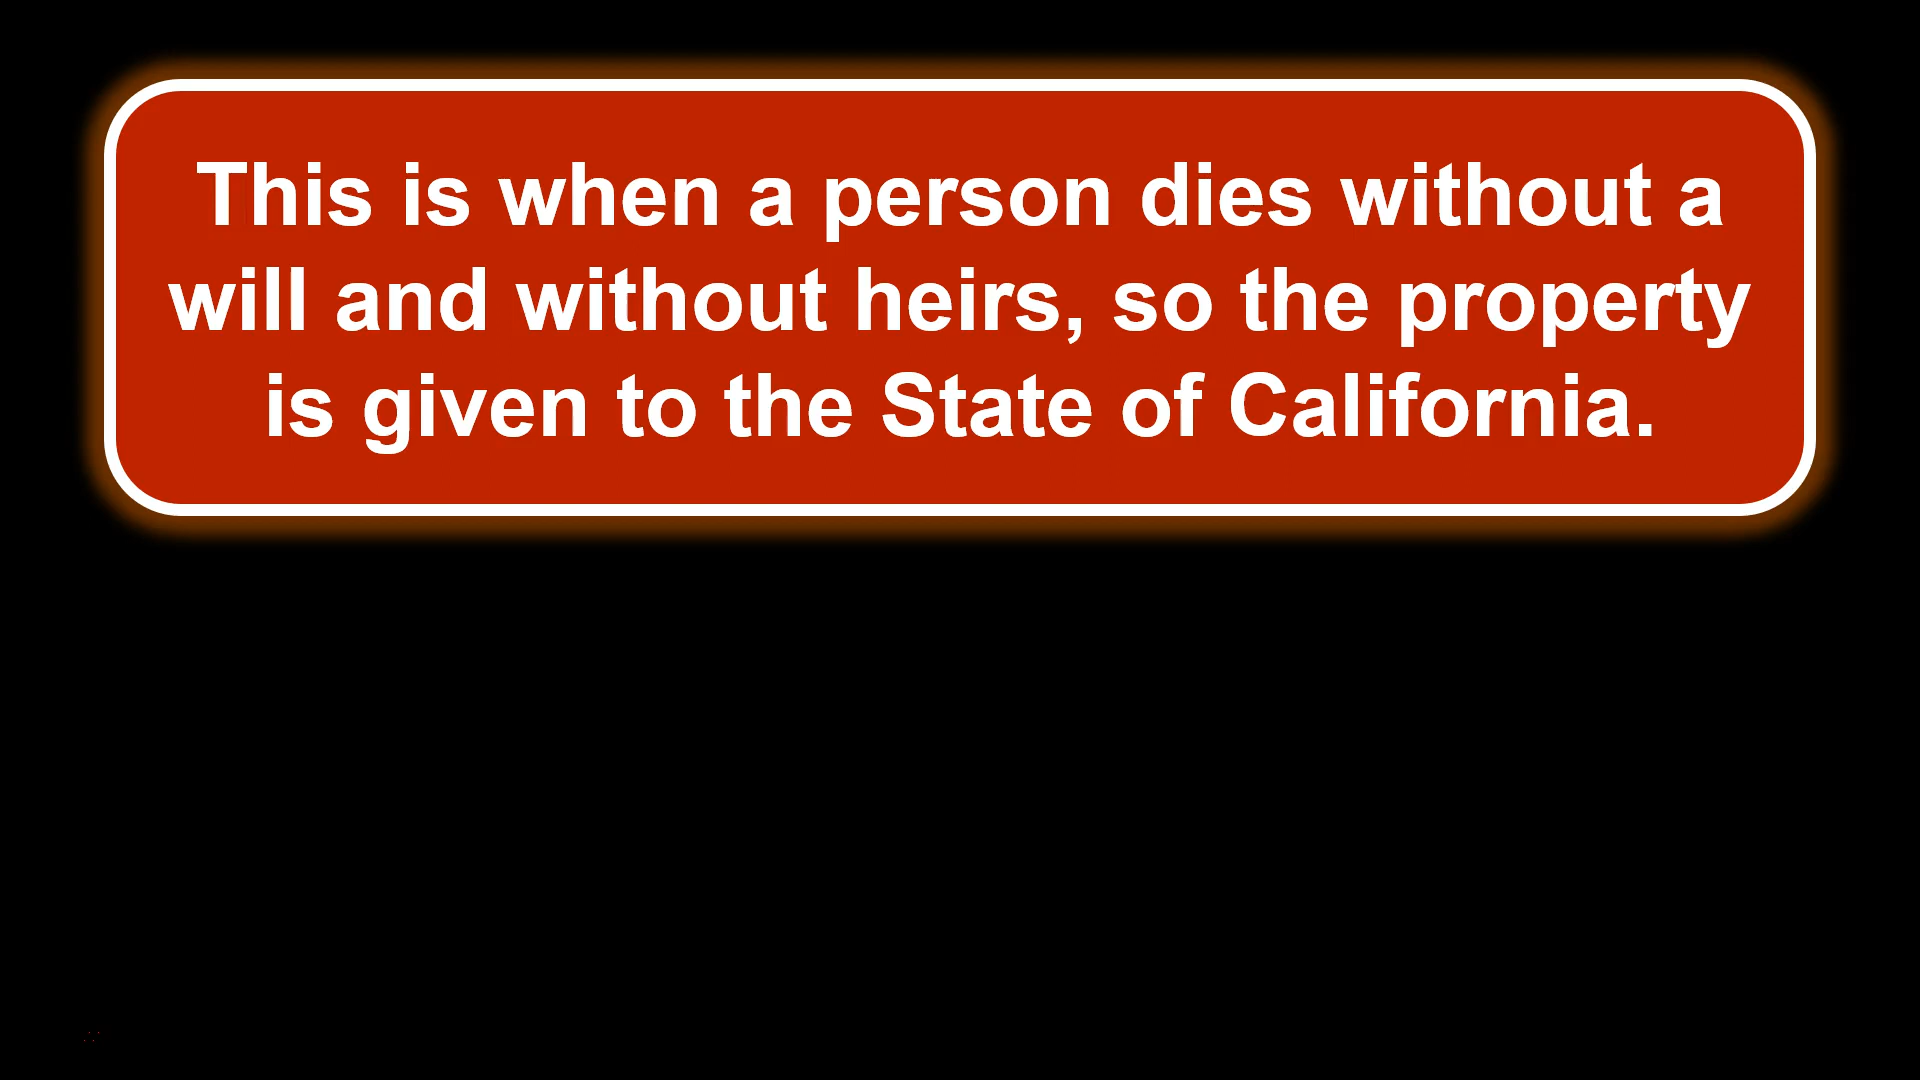 This is when a person dies without a
will and without heirs, so the property
is given to the State of California.